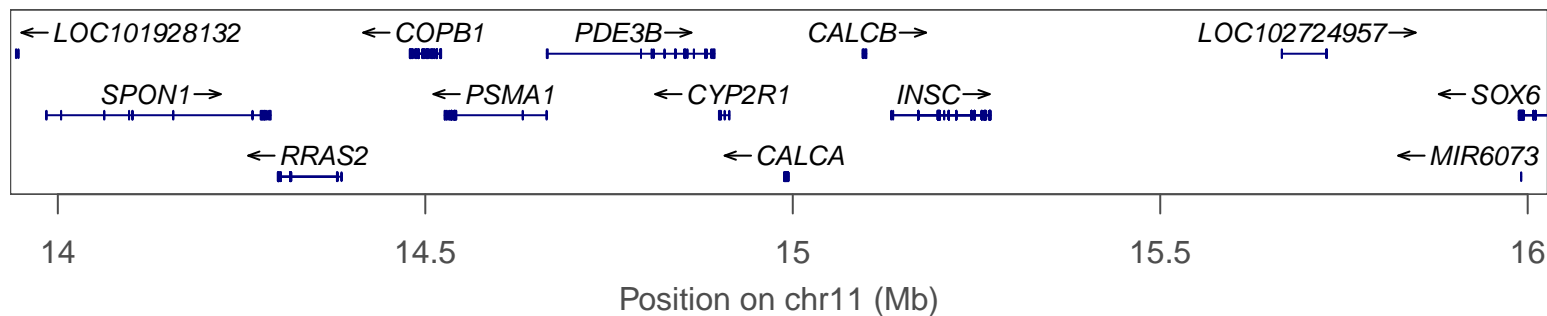 ←LOC101928132 ←COPB1 PDE3B→ CALCB→ LOC102724957→
SPON1→ ←PSMA1 ←CYP2R1 INSC→ ←SOX6
←RRAS2 ←CALCA ←MIR6073
14 14.5 15 15.5 16
Position on chr11 (Mb)